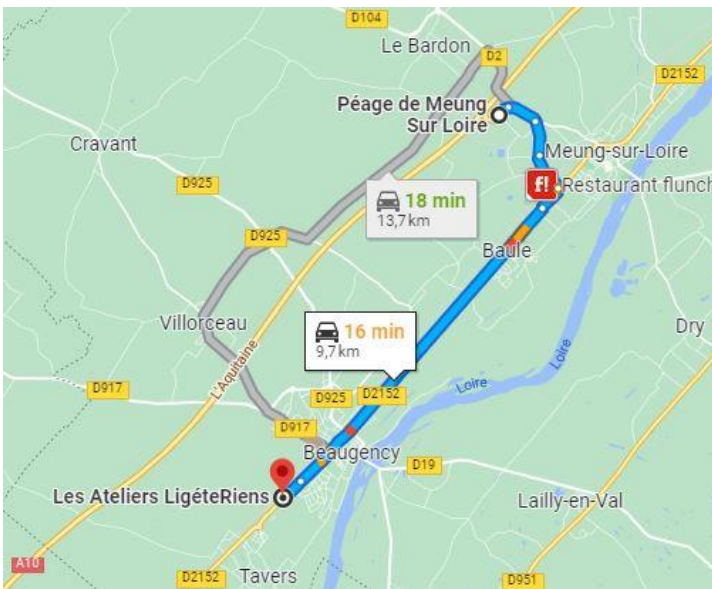 D104
Le Bardon
D2
D2152
Péage de Meung
Sur Loire
Cravant
Meung-sur-Loire
D925
f!
Restaurant flunch
18 min
13,7 km
D925
Baule
Villorceau
16 min
9,7 km
Dry
L'Aquitaine
Loire
Loire
D917
D925
D2152
D917
Beaugency
D19
Les Ateliers LigéteRiens
Lailly-en-Val
A10
D2152
Tavers
D951